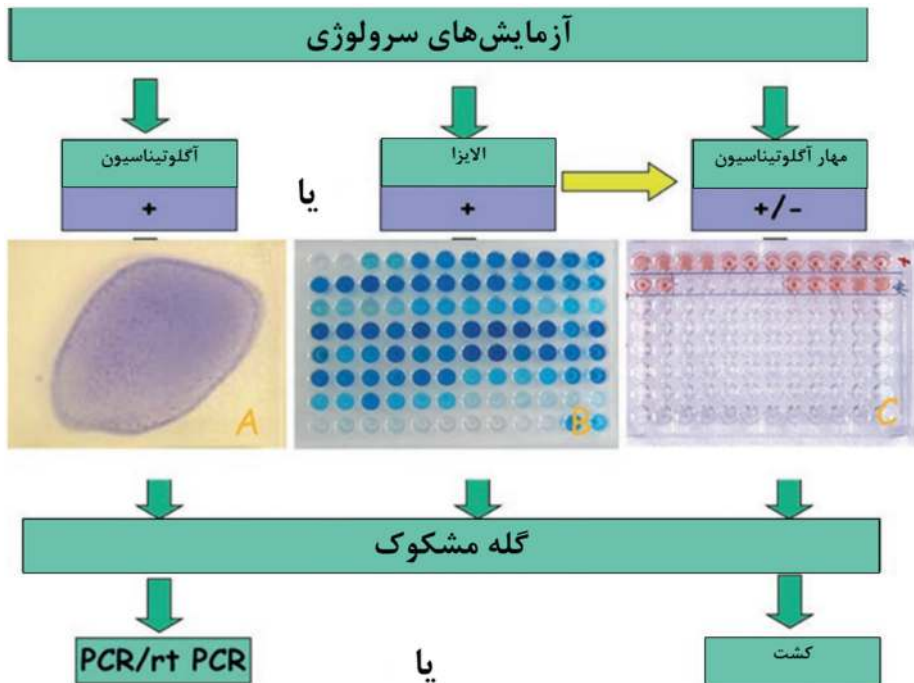 آزمایش‌های سرولوژی
آگلوتیناسیون
یا
الایزا
مهار آگلوتیناسیون
+
+
+/-
A
B
C
گله مشکوک
PCR/rt PCR
یا
کشت